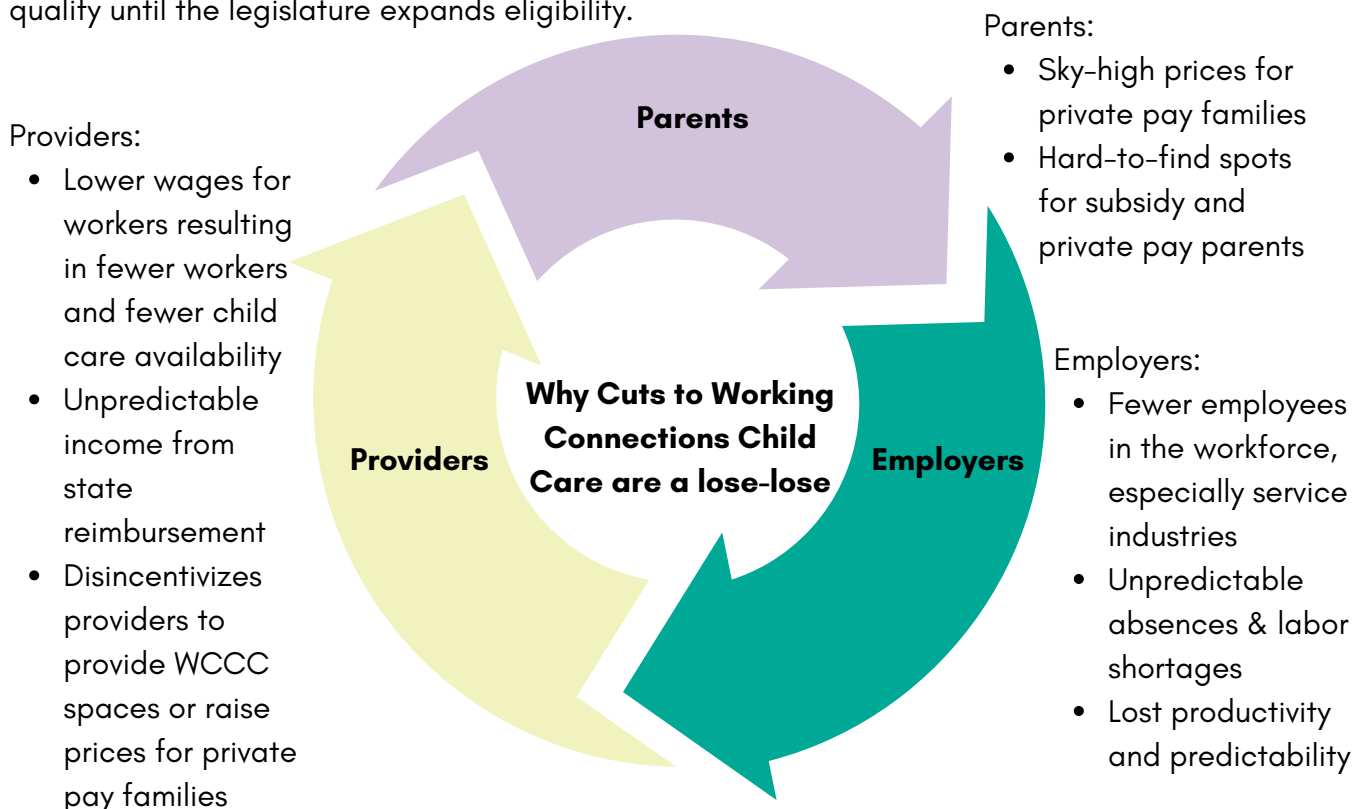 quality until the legislature expands eligibility.
Providers:
• Lower wages for
workers resulting
in fewer workers
and fewer child
care availability
• Unpredictable
income from
state
reimbursement
• Disincentivizes
providers to
provide WCCC
spaces or raise
prices for private
pay families
Parents
Providers
Why Cuts to Working
Connections Child
Care are a lose-lose
Employers
Parents:
• Sky-high prices for
private pay families
• Hard-to-find spots
for subsidy and
private pay parents
Employers:
• Fewer employees
in the workforce,
especially service
industries
• Unpredictable
absences & labor
shortages
• Lost productivity
and predictability